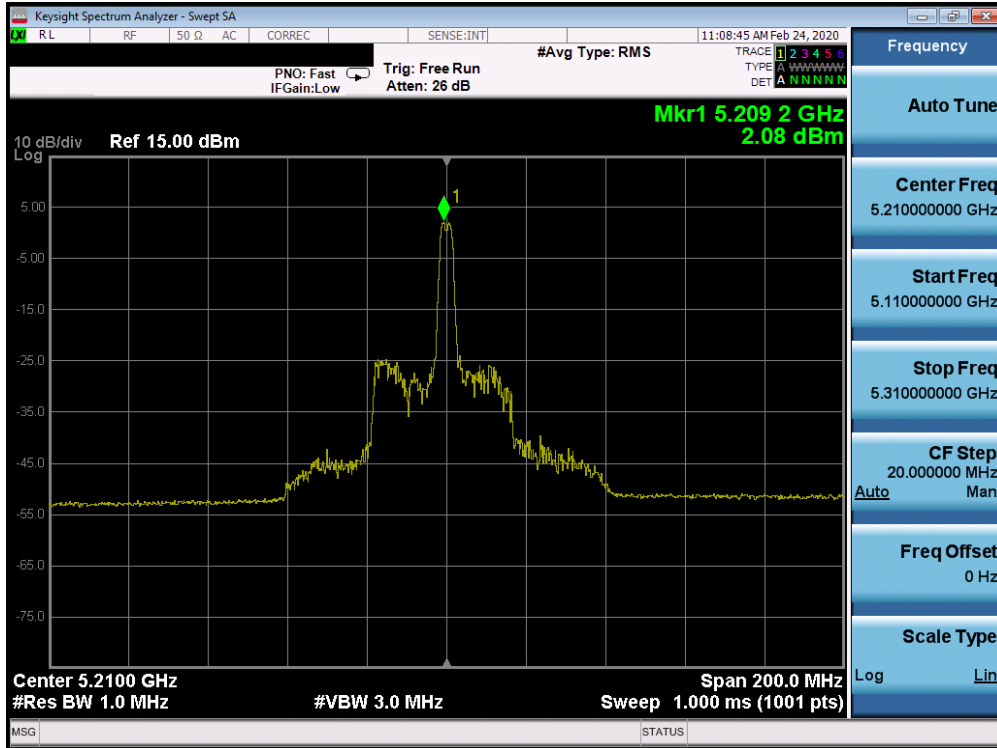 Keysight Spectrum Analyzer - Swept SA
LXI RL RF 50 Ω AC CORREC SENSE:INT 11:08:45 AM Feb 24, 2020
PNO: Fast
IFGain:Low
Trig: Free Run
Atten: 26 dB
#Avg Type: RMS
TRACE 1 2 3 4 5 6
TYPE A WWWWW
DET A N N N N N
Mkr1 5.209 2 GHz
2.08 dBm
10 dB/div Ref 15.00 dBm
Log
1
5.00
-5.00
-15.0
-25.0
-35.0
-45.0
-55.0
-65.0
-75.0
Center 5.2100 GHz Span 200.0 MHz
#Res BW 1.0 MHz #VBW 3.0 MHz Sweep 1.000 ms (1001 pts)
MSG STATUS
Frequency
Auto Tune
Center Freq
5.210000000 GHz
Start Freq
5.110000000 GHz
Stop Freq
5.310000000 GHz
CF Step
20.000000 MHz
Auto Man
Freq Offset
0 Hz
Scale Type
Log Lin